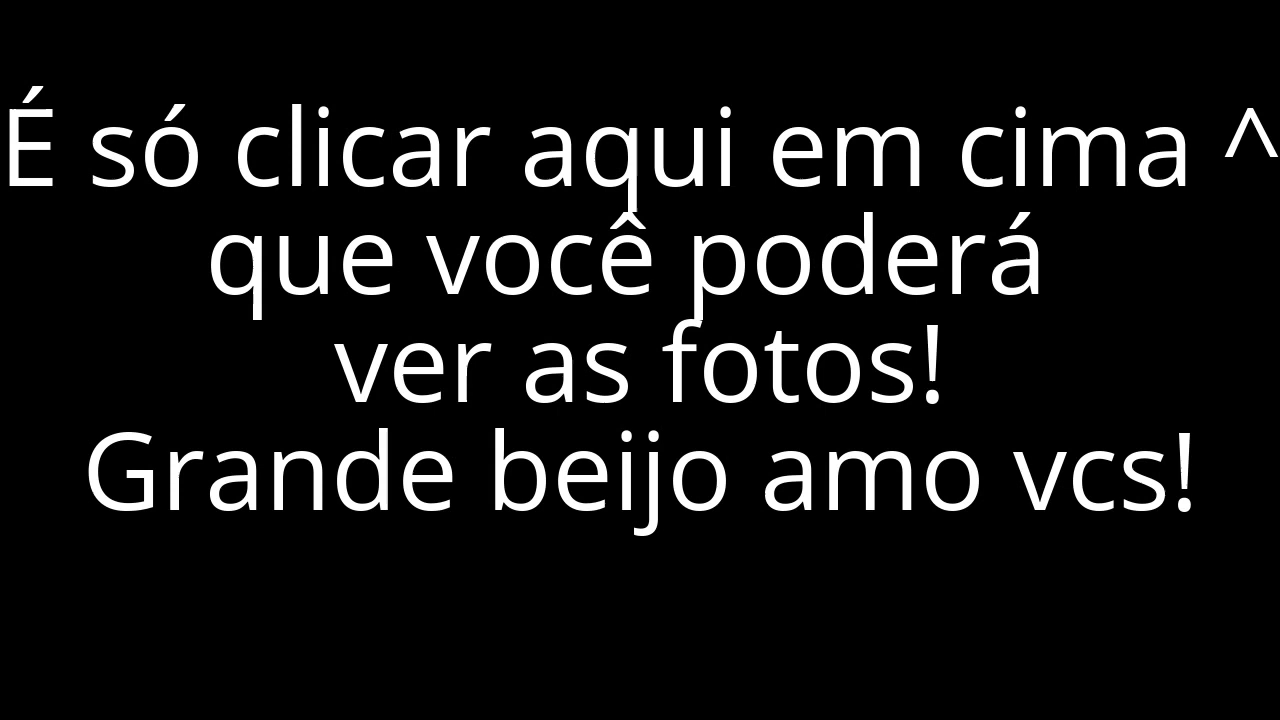 É só clicar aqui em cima ^
que você poderá
ver as fotos!
Grande beijo amo vcs!